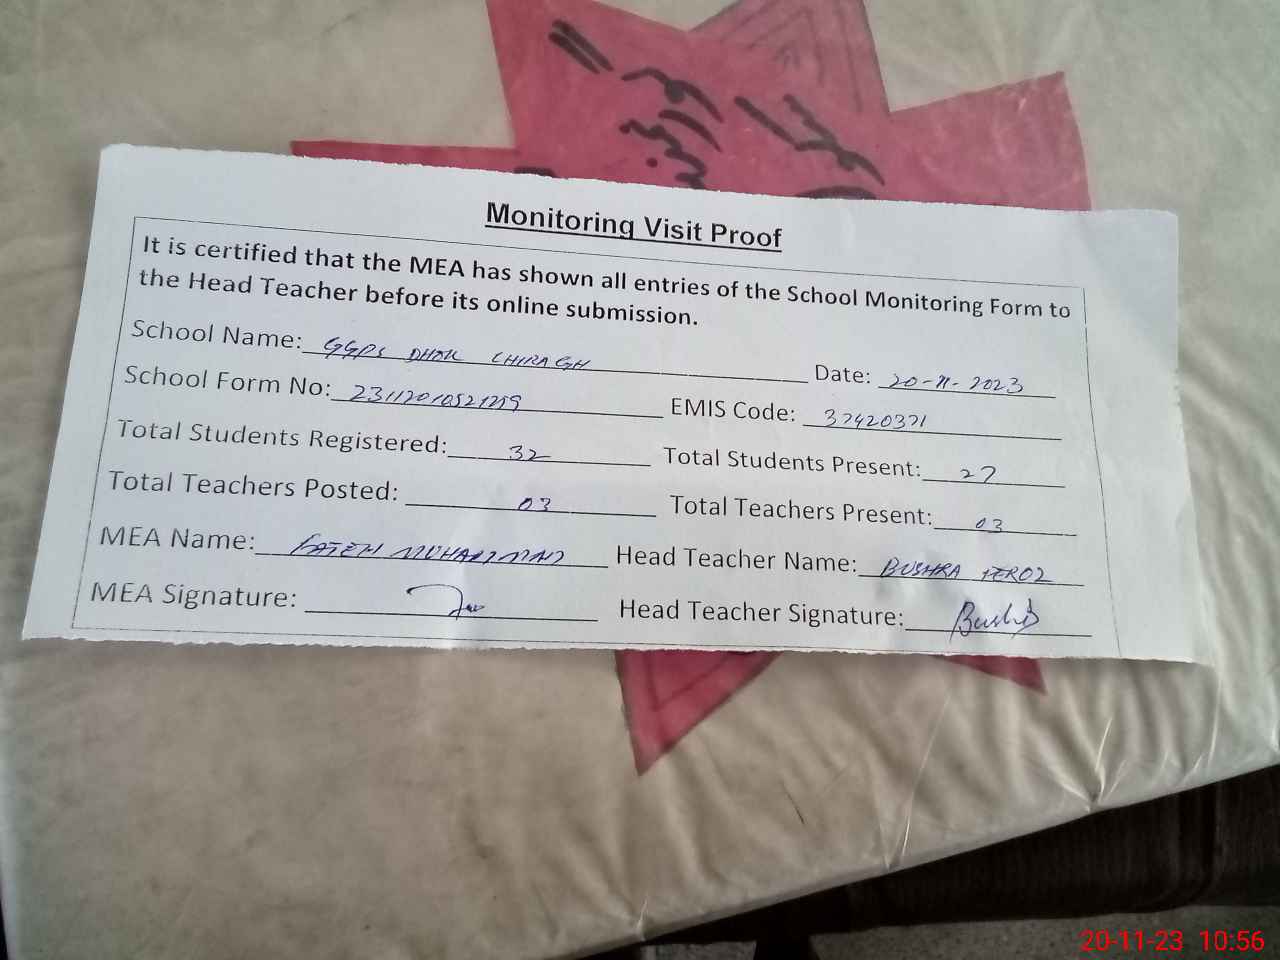 Monitoring Visit Proof
It is certified that the MEA has shown all entries of the School Monitoring Form to
the Head Teacher before its online submission.
School Name: GGPS DHOK CHIRAGH Date: 20-11-2023
School Form No: EMIS Code: 37420371
Total Students Registered: 32 Total Students Present: 27
Total Teachers Posted: 03 Total Teachers Present: 03
MEA Name: FATEH MUHAMMAD Head Teacher Name: BUSHRA FEROZ
MEA Signature: Head Teacher Signature:
20-11-23 10:56